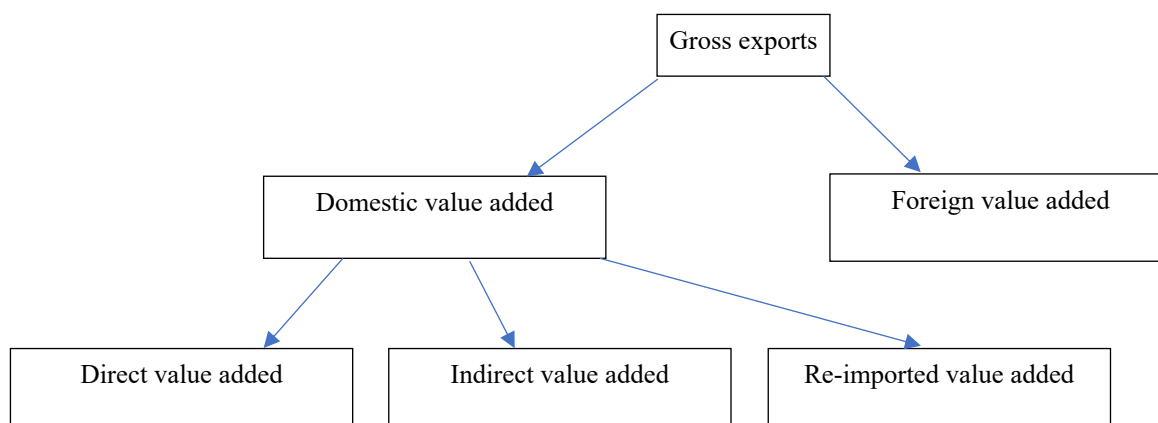 Gross exports
Domestic value added
Foreign value added
Direct value added
Indirect value added
Re-imported value added